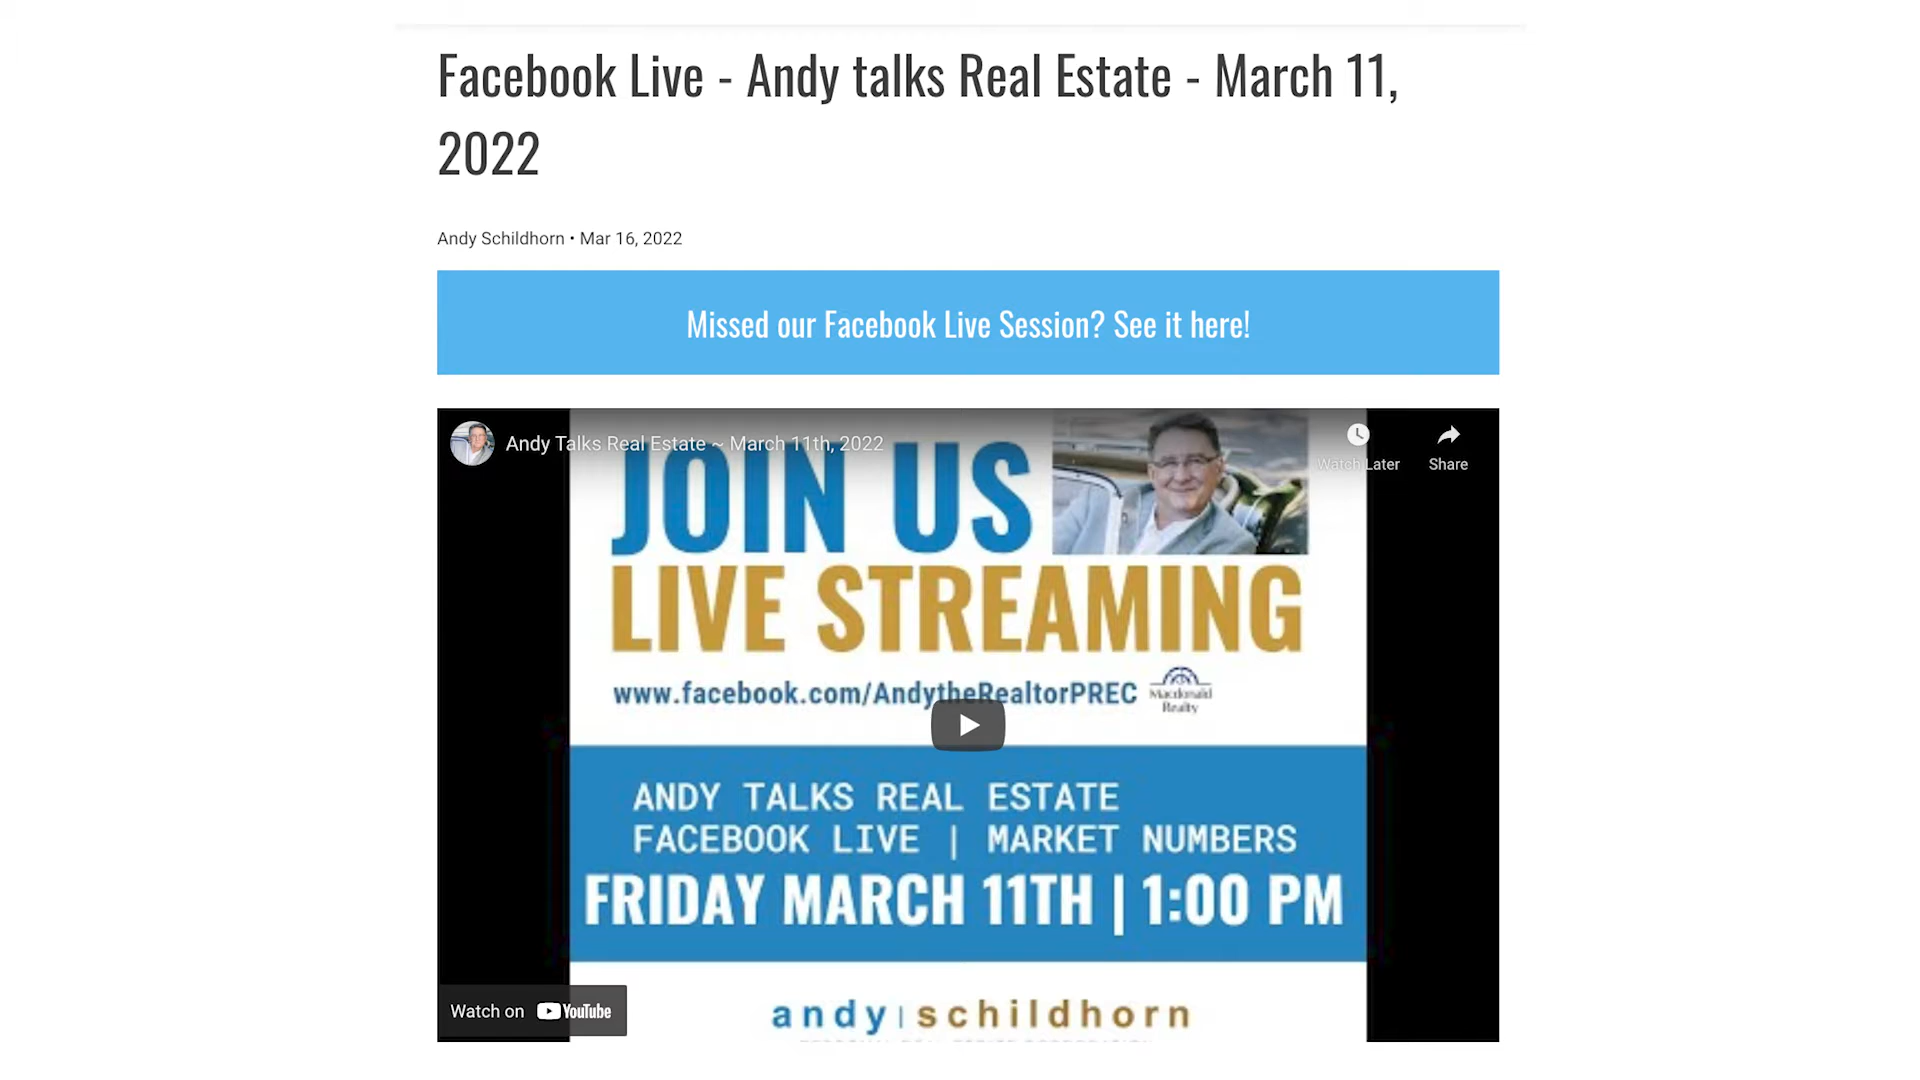 Facebook Live - Andy talks Real Estate - March 11,
2022
Andy Schildhorn • Mar 16, 2022
Missed our Facebook Live Session? See it here!
Andy Talks Real Estate ~ March 11th, 2022
Watch Later
Share
JOIN US
LIVE STREAMING
www.facebook.com/AndytheRealtorPREC
Macdonald
Realty
ANDY TALKS REAL ESTATE
FACEBOOK LIVE | MARKET NUMBERS
FRIDAY MARCH 11TH | 1:00 PM
Watch on YouTube
andy | schildhorn